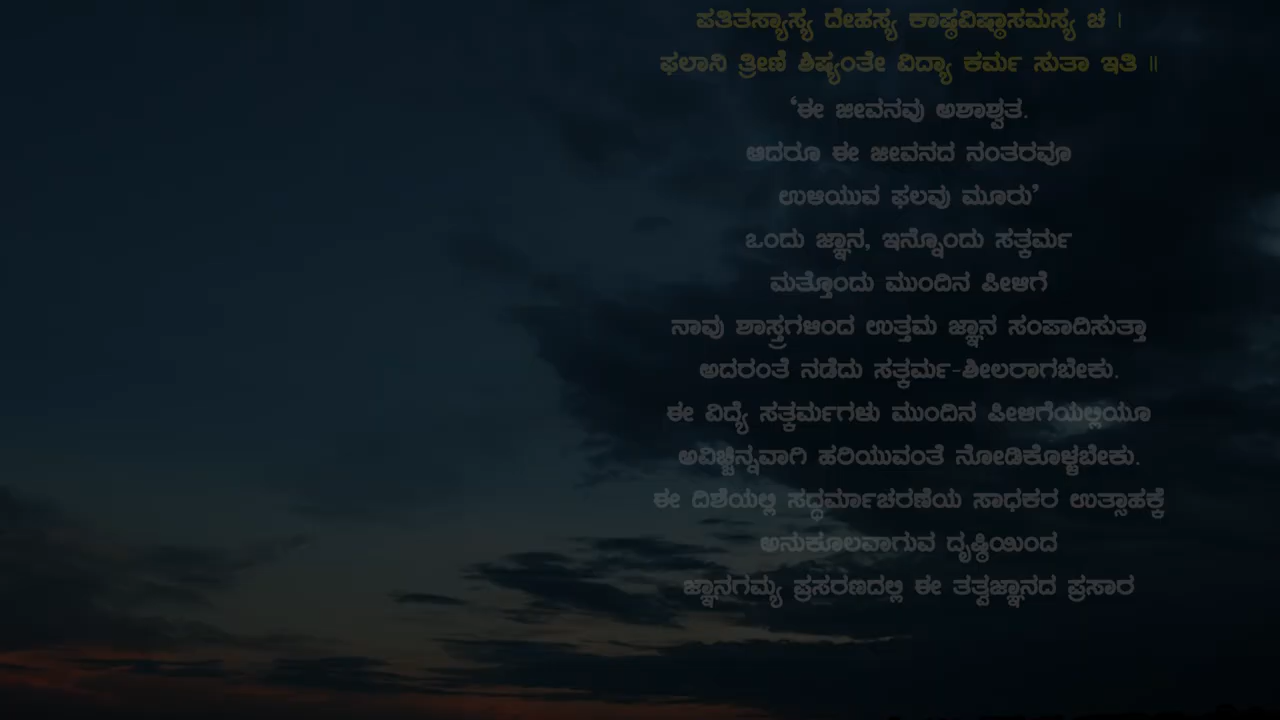 ಪತಿತಸ್ಯಾಸ್ಯ ದೇಹಸ್ಯ ಕಾಷ್ಠವಿಷ್ಠಾಸಮಸ್ಯ ಚ ।
ಫಲಾನಿ ತ್ರೀಣಿ ಶಿಷ್ಯಂತೇ ವಿದ್ಯಾ ಕರ್ಮ ಸುತಾ ಇತಿ ॥
‘ಈ ಜೀವನವು ಅಶಾಶ್ವತ.
ಆದರೂ ಈ ಜೀವನದ ನಂತರವೂ
ಉಳಿಯುವ ಫಲವು ಮೂರು’
ಒಂದು ಜ್ಞಾನ, ಇನ್ನೊಂದು ಸತ್ಕರ್ಮ
ಮತ್ತೊಂದು ಮುಂದಿನ ಪೀಳಿಗೆ
ನಾವು ಶಾಸ್ತ್ರಗಳಿಂದ ಉತ್ತಮ ಜ್ಞಾನ ಸಂಪಾದಿಸುತ್ತಾ
ಅದರಂತೆ ನಡೆದು ಸತ್ಕರ್ಮ-ಶೀಲರಾಗಬೇಕು.
ಈ ವಿದ್ಯೆ ಸತ್ಕರ್ಮಗಳು ಮುಂದಿನ ಪೀಳಿಗೆಯಲ್ಲಿಯೂ
ಅವಿಚ್ಚಿನ್ನವಾಗಿ ಹರಿಯುವಂತೆ ನೋಡಿಕೊಳ್ಳಬೇಕು.
ಈ ದಿಶೆಯಲ್ಲಿ ಸದ್ಧರ್ಮಾಚರಣೆಯ ಸಾಧಕರ ಉತ್ಸಾಹಕ್ಕೆ
ಅನುಕೂಲವಾಗುವ ದೃಷ್ಠಿಯಿಂದ
ಜ್ಞಾನಗಮ್ಯ ಪ್ರಸರಣದಲ್ಲಿ ಈ ತತ್ವಜ್ಞಾನದ ಪ್ರಸಾರ